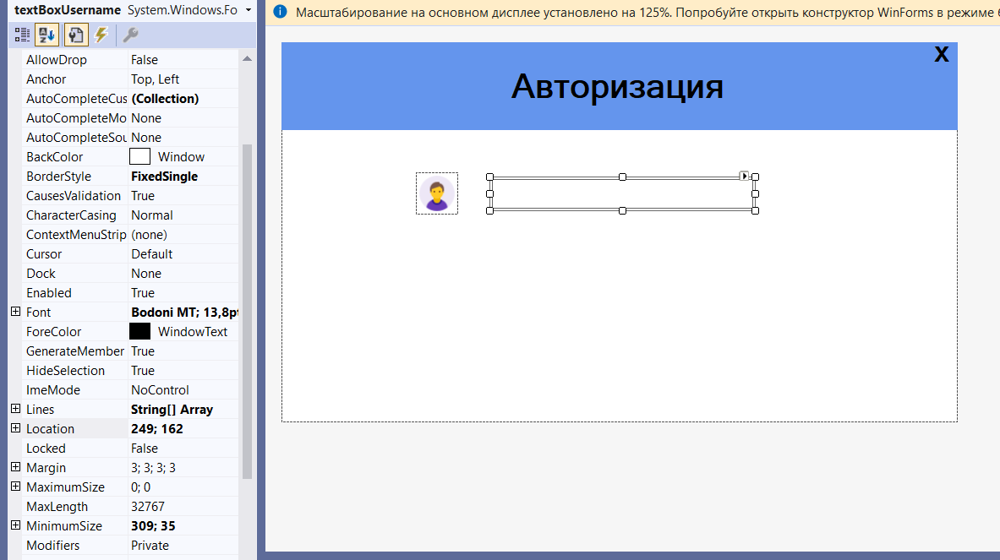 textBoxUsername System.Windows.Fo
Масштабирование на основном дисплее установлено на 125%. Попробуйте открыть конструктор WinForms в режиме
AllowDrop False
Anchor Top, Left
AutoCompleteCus (Collection)
AutoCompleteMo None
AutoCompleteSou None
BackColor Window
BorderStyle FixedSingle
CausesValidation True
CharacterCasing Normal
ContextMenuStrip (none)
Cursor Default
Dock None
Enabled True
Font Bodoni MT; 13,8pt
ForeColor WindowText
GenerateMember True
HideSelection True
ImeMode NoControl
Lines String[] Array
Location 249; 162
Locked False
Margin 3; 3; 3; 3
MaximumSize 0; 0
MaxLength 32767
MinimumSize 309; 35
Modifiers Private
X
Авторизация